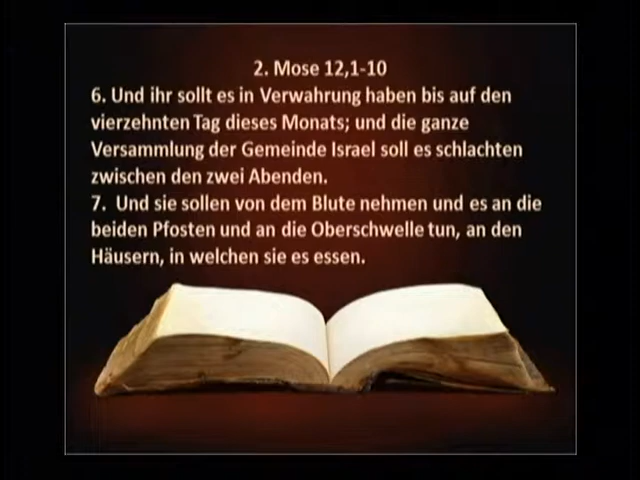 2. Mose 12,1-10
6. Und ihr sollt es in Verwahrung haben bis auf den
vierzehnten Tag dieses Monats; und die ganze
Versammlung der Gemeinde Israel soll es schlachten
zwischen den zwei Abenden.
7. Und sie sollen von dem Blute nehmen und es an die
beiden Pfosten und an die Oberschwelle tun, an den
Häusern, in welchen sie es essen.